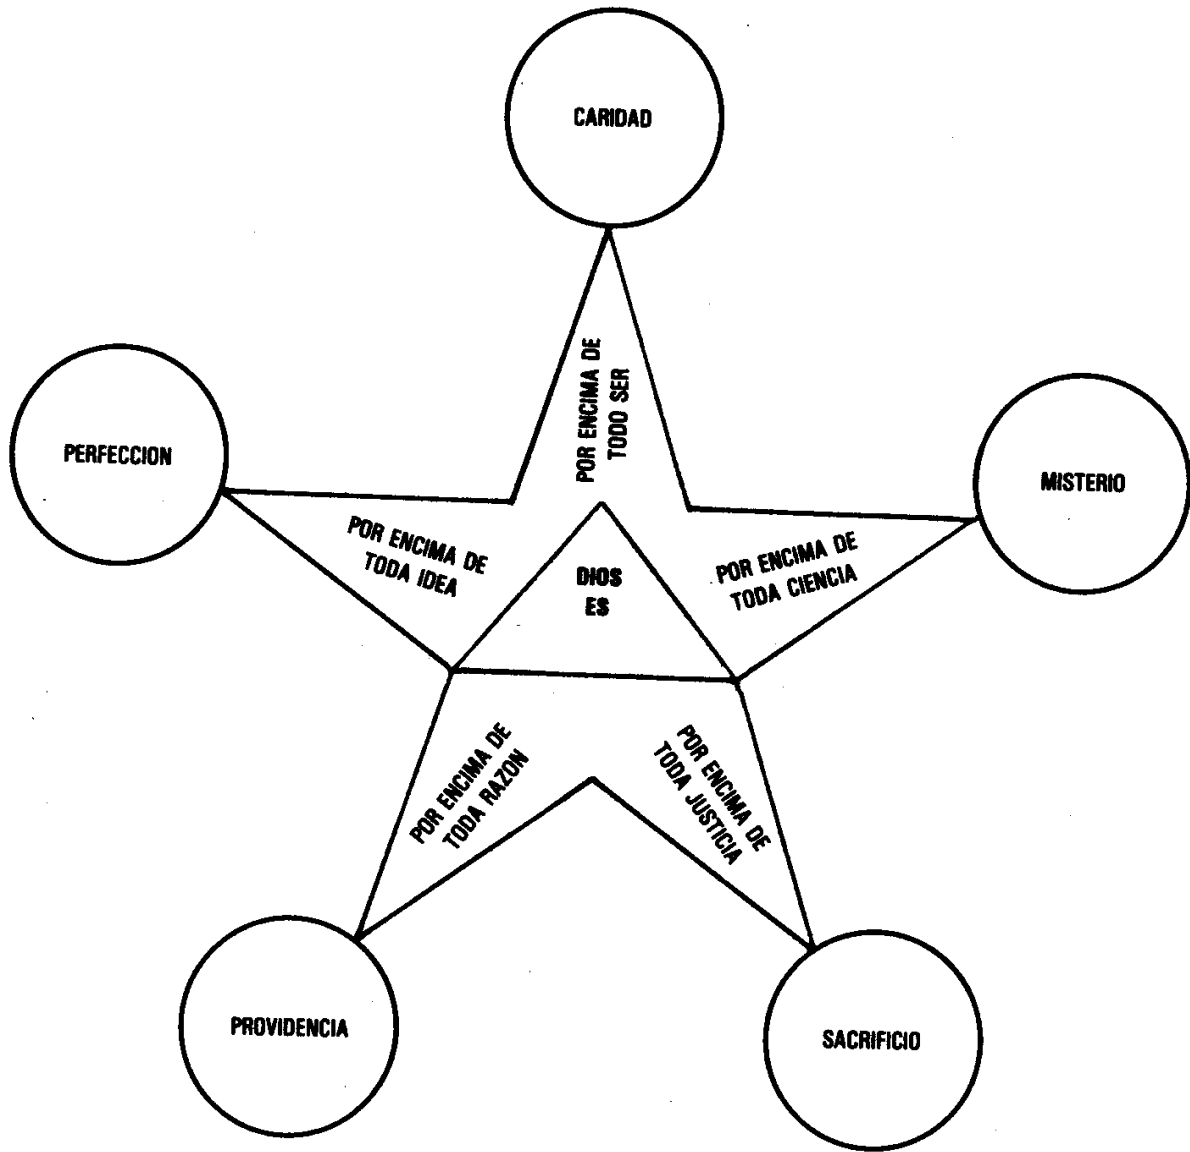 CARIDAD
POR ENCIMA DE
TODO SER
PERFECCION
MISTERIO
POR ENCIMA DE
TODA IDEA
DIOS
ES
POR ENCIMA DE
TODA CIENCIA
POR ENCIMA DE
TODA RAZON
POR ENCIMA DE
TODA JUSTICIA
PROVIDENCIA
SACRIFICIO